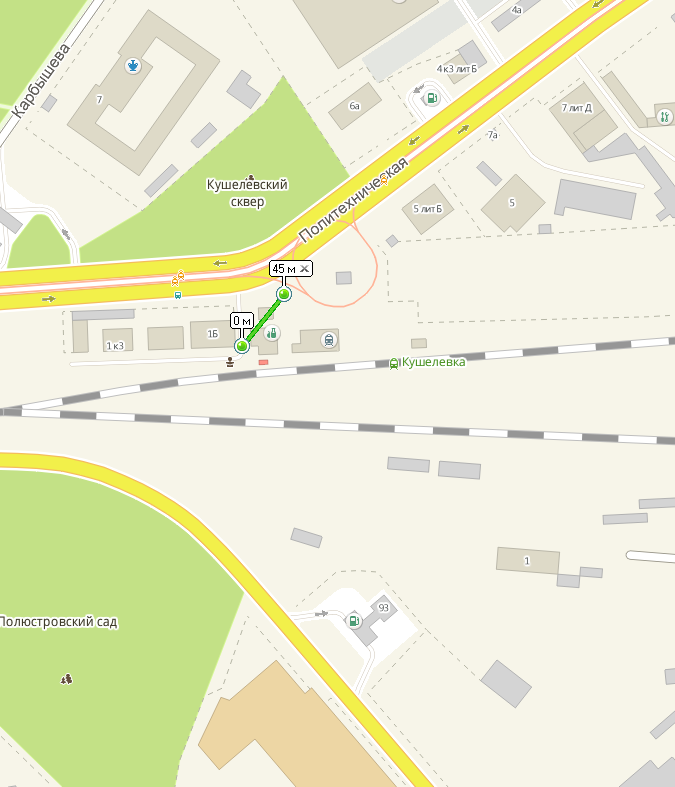 4а
Карбышева
4 к3 лит Б
7
6а
7 лит Д
7а
Кушелевский
сквер
Политехническая
5 лит Б
5
45 м
0 м
1Б
1 к3
Кушелевка
1
93
Полюстровский сад